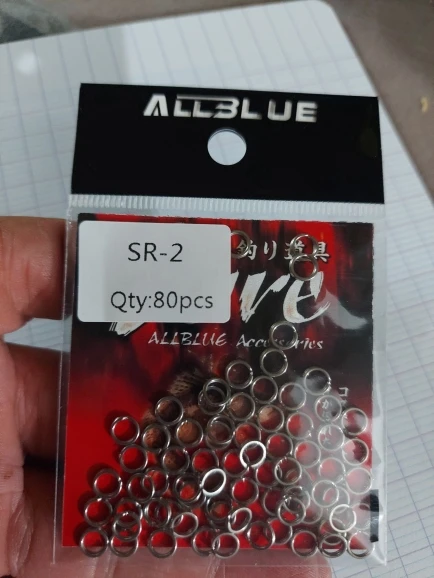 ALLBLUE
SR-2
Qty:80pcs
釣り道具
ALLBLUE Accessories